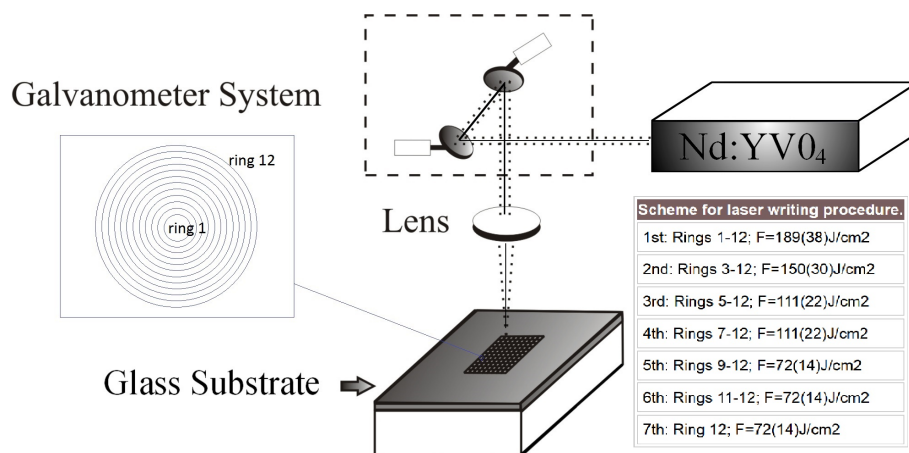 Galvanometer System
ring 12
ring 1
Nd:YV0₄
Lens
Glass Substrate
Scheme for laser writing procedure.
1st: Rings 1-12; F=189(38)J/cm2
2nd: Rings 3-12; F=150(30)J/cm2
3rd: Rings 5-12; F=111(22)J/cm2
4th: Rings 7-12; F=111(22)J/cm2
5th: Rings 9-12; F=72(14)J/cm2
6th: Rings 11-12; F=72(14)J/cm2
7th: Ring 12; F=72(14)J/cm2